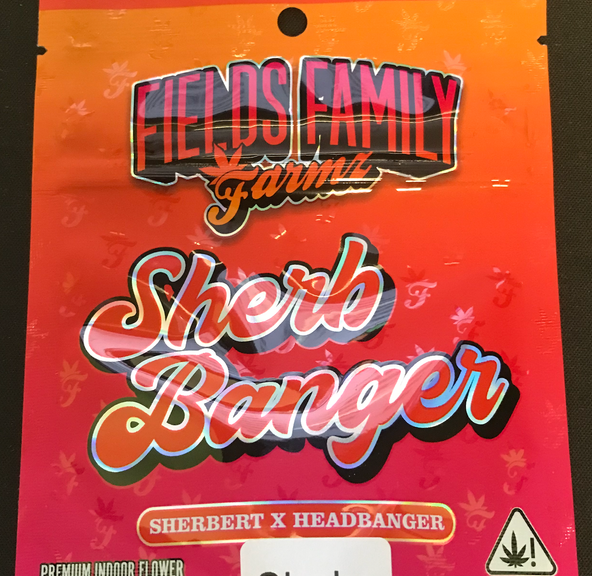 FIELDS FAMILY
Farmz
Sherb
Banger
SHERBERT X HEADBANGER
PREMIUM INDOOR FLOWER
!